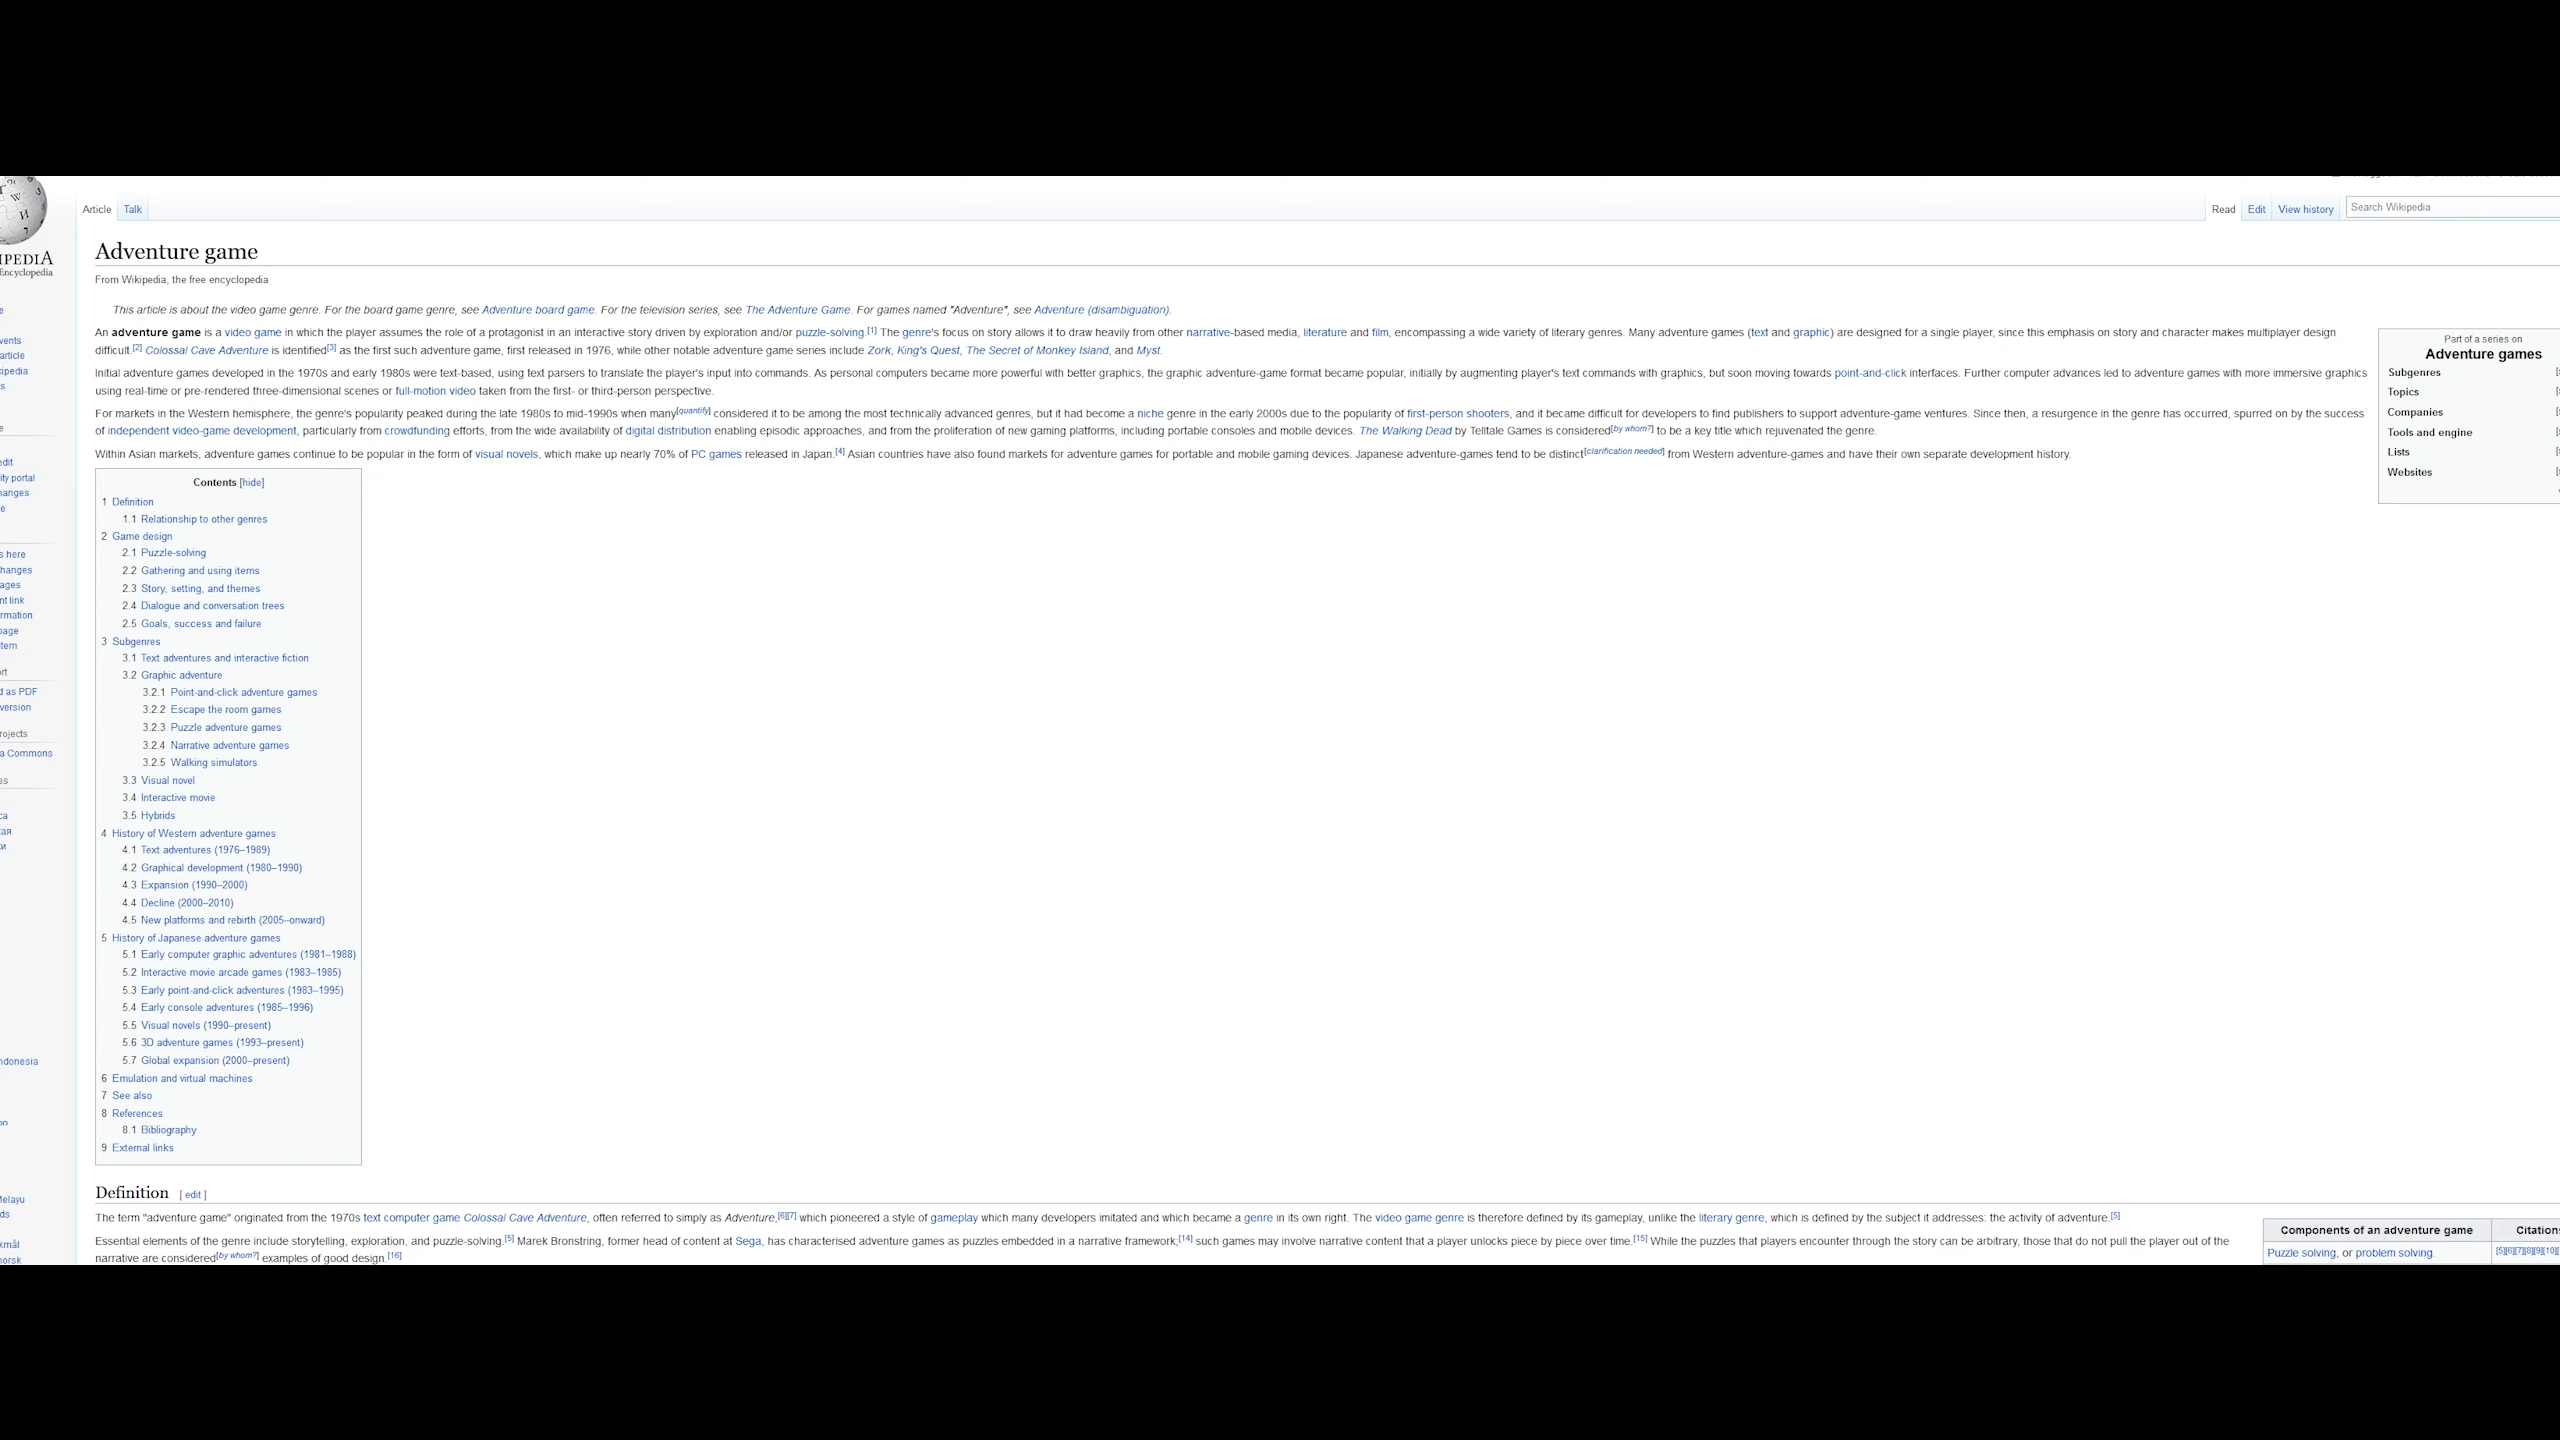 IPEDIA
Encyclopedia
vents
article
kipedia
edit
ity portal
hanges
s here
hanges
ages
nt link
rmation
page
tem
d as PDF
version
rojects
a Commons
ndonesia
Melayu
ds
kmål
norsk
Article Talk
Read Edit View history Search Wikipedia
Adventure game
From Wikipedia, the free encyclopedia
This article is about the video game genre. For the board game genre, see Adventure board game. For the television series, see The Adventure Game. For games named "Adventure", see Adventure (disambiguation).
An adventure game is a video game in which the player assumes the role of a protagonist in an interactive story driven by exploration and/or puzzle-solving.[1] The genre's focus on story allows it to draw heavily from other narrative-based media, literature and film, encompassing a wide variety of literary genres. Many adventure games (text and graphic) are designed for a single player, since this emphasis on story and character makes multiplayer design
difficult.[2] Colossal Cave Adventure is identified[3] as the first such adventure game, first released in 1976, while other notable adventure game series include Zork, King's Quest, The Secret of Monkey Island, and Myst.
Initial adventure games developed in the 1970s and early 1980s were text-based, using text parsers to translate the player's input into commands. As personal computers became more powerful with better graphics, the graphic adventure-game format became popular, initially by augmenting player's text commands with graphics, but soon moving towards point-and-click interfaces. Further computer advances led to adventure games with more immersive graphics
using real-time or pre-rendered three-dimensional scenes or full-motion video taken from the first- or third-person perspective.
For markets in the Western hemisphere, the genre's popularity peaked during the late 1980s to mid-1990s when many[quantify] considered it to be among the most technically advanced genres, but it had become a niche genre in the early 2000s due to the popularity of first-person shooters, and it became difficult for developers to find publishers to support adventure-game ventures. Since then, a resurgence in the genre has occurred, spurred on by the success
of independent video-game development, particularly from crowdfunding efforts, from the wide availability of digital distribution enabling episodic approaches, and from the proliferation of new gaming platforms, including portable consoles and mobile devices. The Walking Dead by Telltale Games is considered[by whom?] to be a key title which rejuvenated the genre.
Within Asian markets, adventure games continue to be popular in the form of visual novels, which make up nearly 70% of PC games released in Japan.[4] Asian countries have also found markets for adventure games for portable and mobile gaming devices. Japanese adventure-games tend to be distinct[clarification needed] from Western adventure-games and have their own separate development history.
Part of a series on
Adventure games
Subgenres
Topics
Companies
Tools and engine
Lists
Websites
Contents [hide]
1 Definition
1.1 Relationship to other genres
2 Game design
2.1 Puzzle-solving
2.2 Gathering and using items
2.3 Story, setting, and themes
2.4 Dialogue and conversation trees
2.5 Goals, success and failure
3 Subgenres
3.1 Text adventures and interactive fiction
3.2 Graphic adventure
3.2.1 Point-and-click adventure games
3.2.2 Escape the room games
3.2.3 Puzzle adventure games
3.2.4 Narrative adventure games
3.2.5 Walking simulators
3.3 Visual novel
3.4 Interactive movie
3.5 Hybrids
4 History of Western adventure games
4.1 Text adventures (1976–1989)
4.2 Graphical development (1980–1990)
4.3 Expansion (1990–2000)
4.4 Decline (2000–2010)
4.5 New platforms and rebirth (2005–onward)
5 History of Japanese adventure games
5.1 Early computer graphic adventures (1981–1988)
5.2 Interactive movie arcade games (1983–1985)
5.3 Early point-and-click adventures (1983–1995)
5.4 Early console adventures (1985–1996)
5.5 Visual novels (1990–present)
5.6 3D adventure games (1993–present)
5.7 Global expansion (2000–present)
6 Emulation and virtual machines
7 See also
8 References
8.1 Bibliography
9 External links
Definition [ edit ]
The term "adventure game" originated from the 1970s text computer game Colossal Cave Adventure, often referred to simply as Adventure,[6][7] which pioneered a style of gameplay which many developers imitated and which became a genre in its own right. The video game genre is therefore defined by its gameplay, unlike the literary genre, which is defined by the subject it addresses: the activity of adventure.[5]
Essential elements of the genre include storytelling, exploration, and puzzle-solving.[5] Marek Bronstring, former head of content at Sega, has characterised adventure games as puzzles embedded in a narrative framework;[14] such games may involve narrative content that a player unlocks piece by piece over time.[15] While the puzzles that players encounter through the story can be arbitrary, those that do not pull the player out of the
narrative are considered[by whom?] examples of good design.[16]
Components of an adventure game Citations
Puzzle solving, or problem solving. [5][6][7][8][9][10][